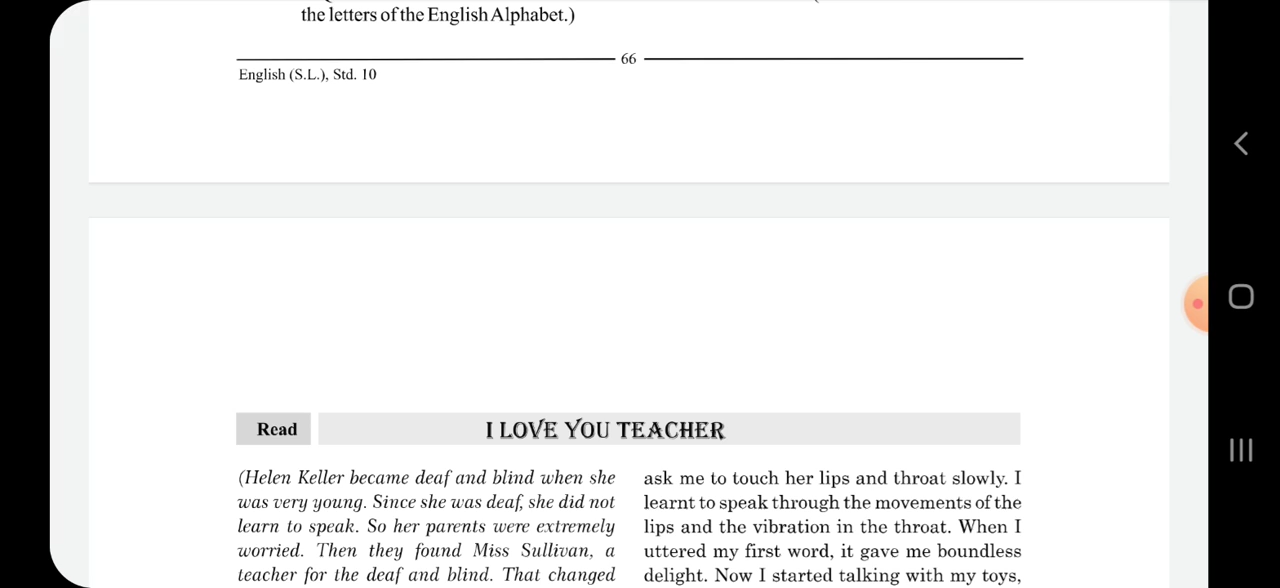 the letters of the English Alphabet.)
66
English (S.L.), Std. 10
Read
I LOVE YOU TEACHER
(Helen Keller became deaf and blind when she
was very young. Since she was deaf, she did not
learn to speak. So her parents were extremely
worried. Then they found Miss Sullivan, a
teacher for the deaf and blind. That changed
ask me to touch her lips and throat slowly. I
learnt to speak through the movements of the
lips and the vibration in the throat. When I
uttered my first word, it gave me boundless
delight. Now I started talking with my toys,